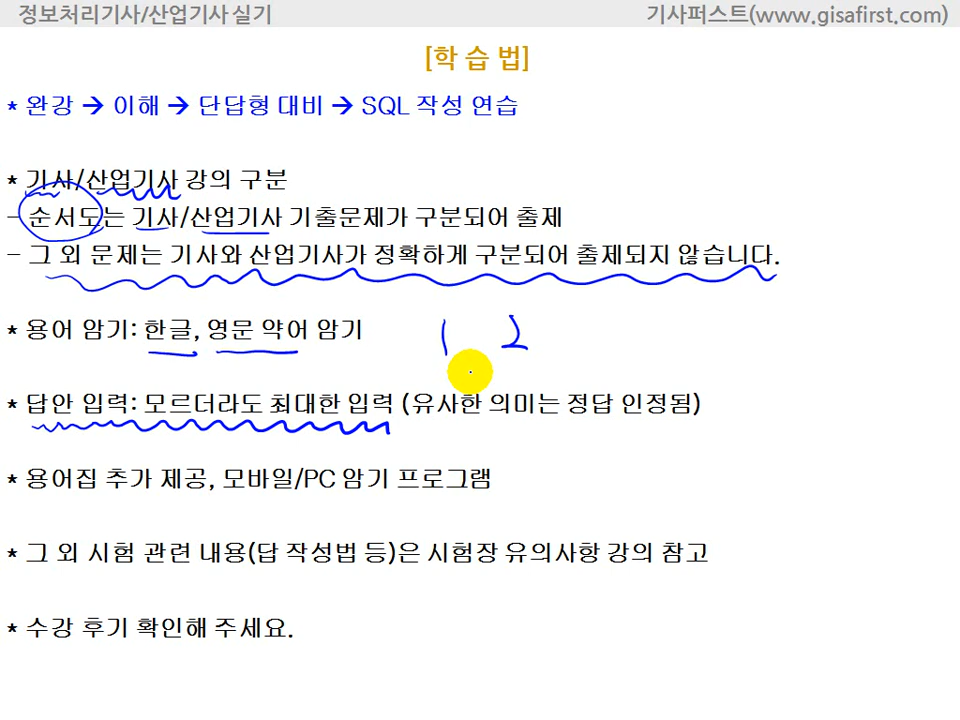 정보처리기사/산업기사 실기 기사퍼스트(www.gisafirst.com)
[학 습 법]
* 완강 → 이해 → 단답형 대비 → SQL 작성 연습
* 기사/산업기사 강의 구분
- 순서도는 기사/산업기사 기출문제가 구분되어 출제
- 그 외 문제는 기사와 산업기사가 정확하게 구분되어 출제되지 않습니다.
* 용어 암기: 한글, 영문 약어 암기 1 2
* 답안 입력: 모르더라도 최대한 입력 (유사한 의미는 정답 인정됨)
* 용어집 추가 제공, 모바일/PC 암기 프로그램
* 그 외 시험 관련 내용(답 작성법 등)은 시험장 유의사항 강의 참고
* 수강 후기 확인해 주세요.